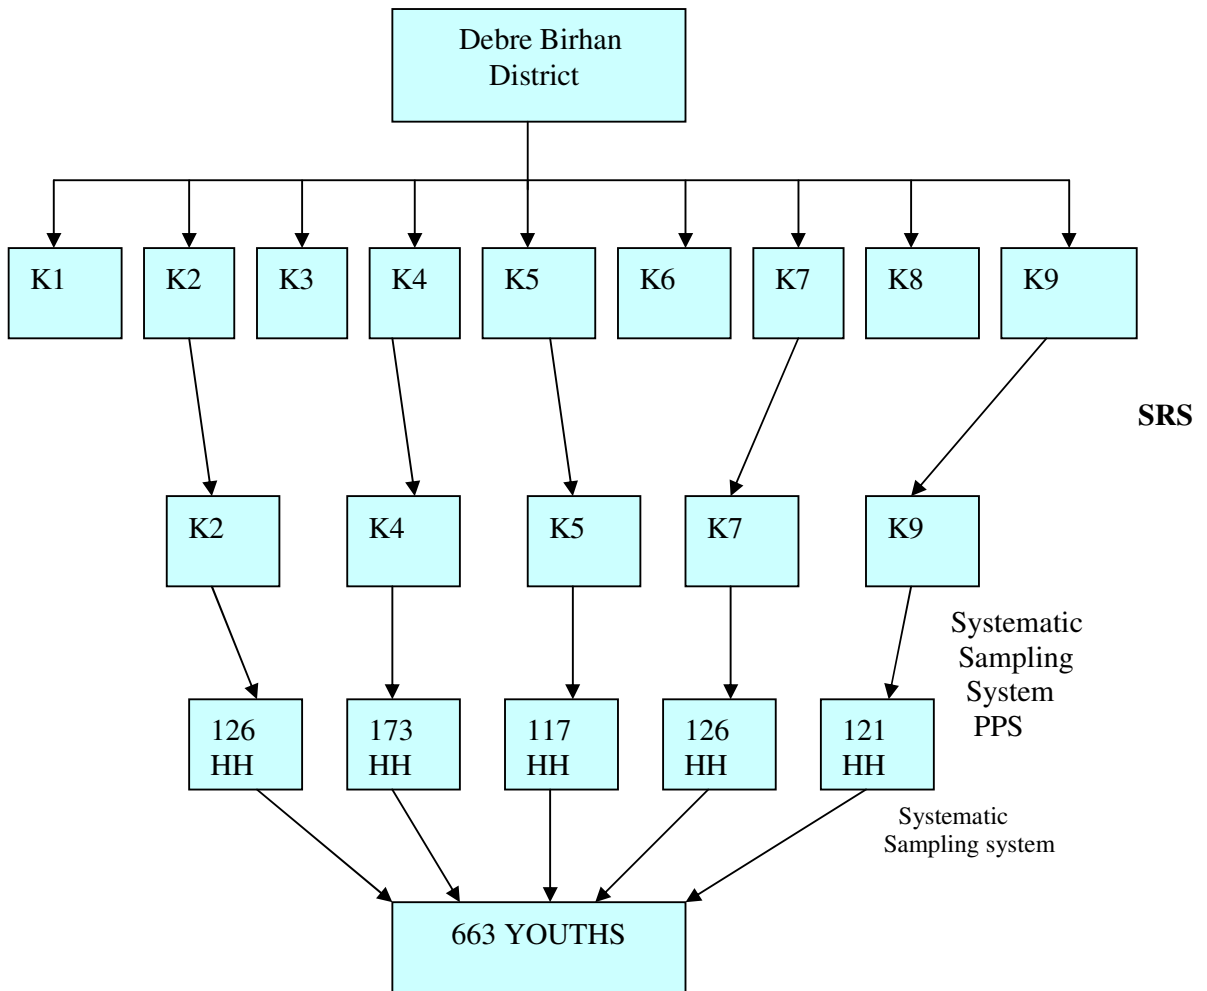 Debre Birhan
District
K1
K2
K3
K4
K5
K6
K7
K8
K9
SRS
K2
K4
K5
K7
K9
Systematic
Sampling
System
PPS
126
HH
173
HH
117
HH
126
HH
121
HH
Systematic
Sampling system
663 YOUTHS